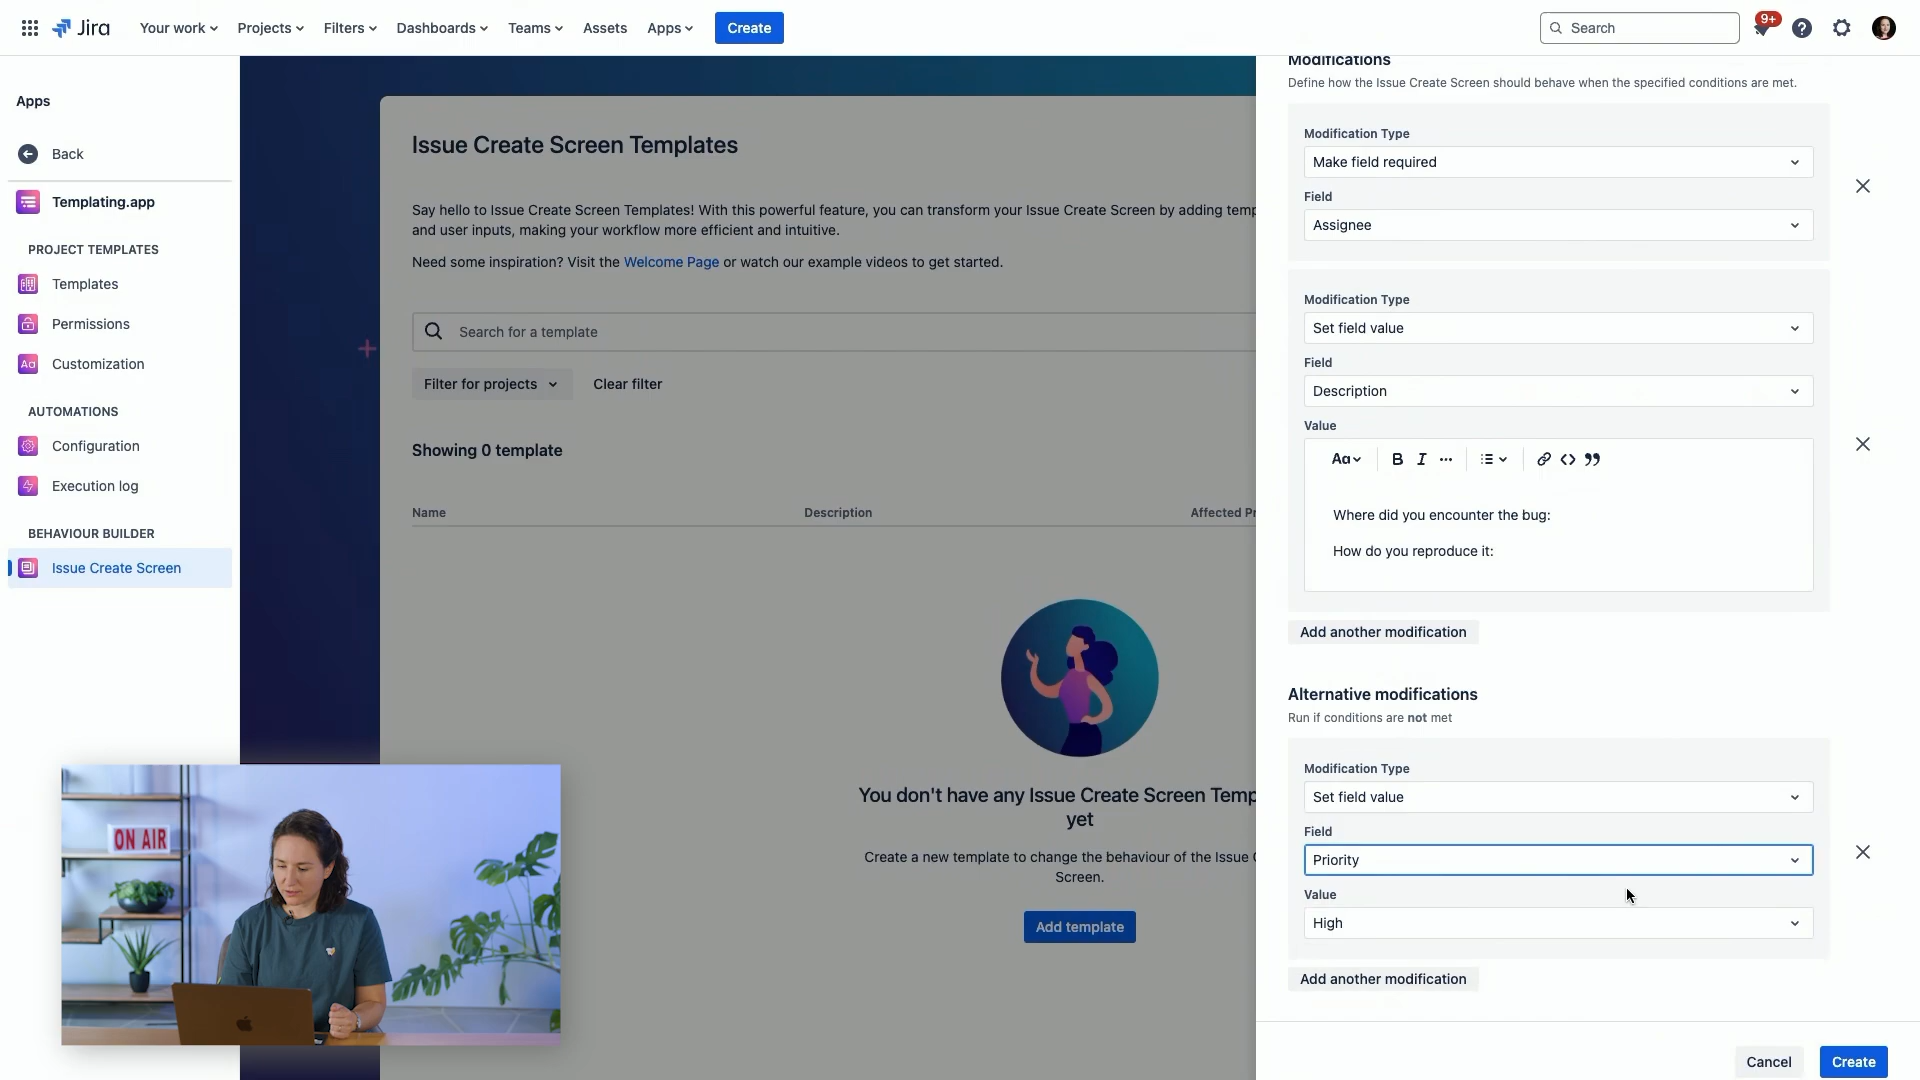 Jira
Your work
Projects
Filters
Dashboards
Teams
Assets
Apps
Create
Search
9+
Apps
Back
Templating.app
PROJECT TEMPLATES
Templates
Permissions
Customization
AUTOMATIONS
Configuration
Execution log
BEHAVIOUR BUILDER
Issue Create Screen
Issue Create Screen Templates
Say hello to Issue Create Screen Templates! With this powerful feature, you can transform your Issue Create Screen by adding temp
and user inputs, making your workflow more efficient and intuitive.
Need some inspiration? Visit the Welcome Page or watch our example videos to get started.
Search for a template
Filter for projects
Clear filter
Showing 0 template
Name
Description
Affected Pr
You don't have any Issue Create Screen Temp
yet
Create a new template to change the behaviour of the Issue C
Screen.
Add template
ON AIR
Modifications
Define how the Issue Create Screen should behave when the specified conditions are met.
Modification Type
Make field required
Field
Assignee
Modification Type
Set field value
Field
Description
Value
Aa
B
I
Where did you encounter the bug:
How do you reproduce it:
Add another modification
Alternative modifications
Run if conditions are not met
Modification Type
Set field value
Field
Priority
Value
High
Add another modification
Cancel
Create